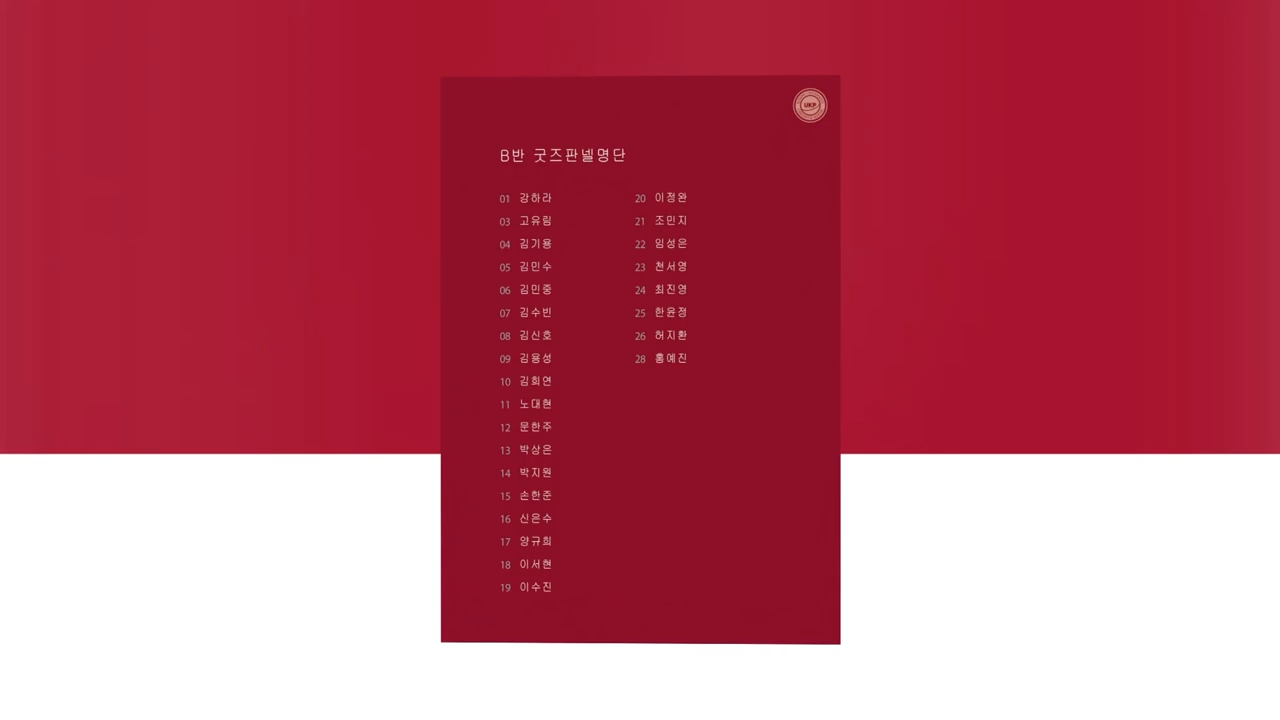 UKP
B반 굿즈판넬명단
01 강하라
03 고유림
04 김기용
05 김민수
06 김민중
07 김수빈
08 김신호
09 김용성
10 김희연
11 노대현
12 문한주
13 박상은
14 박지원
15 손한준
16 신은수
17 양규희
18 이서현
19 이수진
20 이정완
21 조민지
22 임성은
23 천서영
24 최진영
25 한윤정
26 허지환
28 홍예진